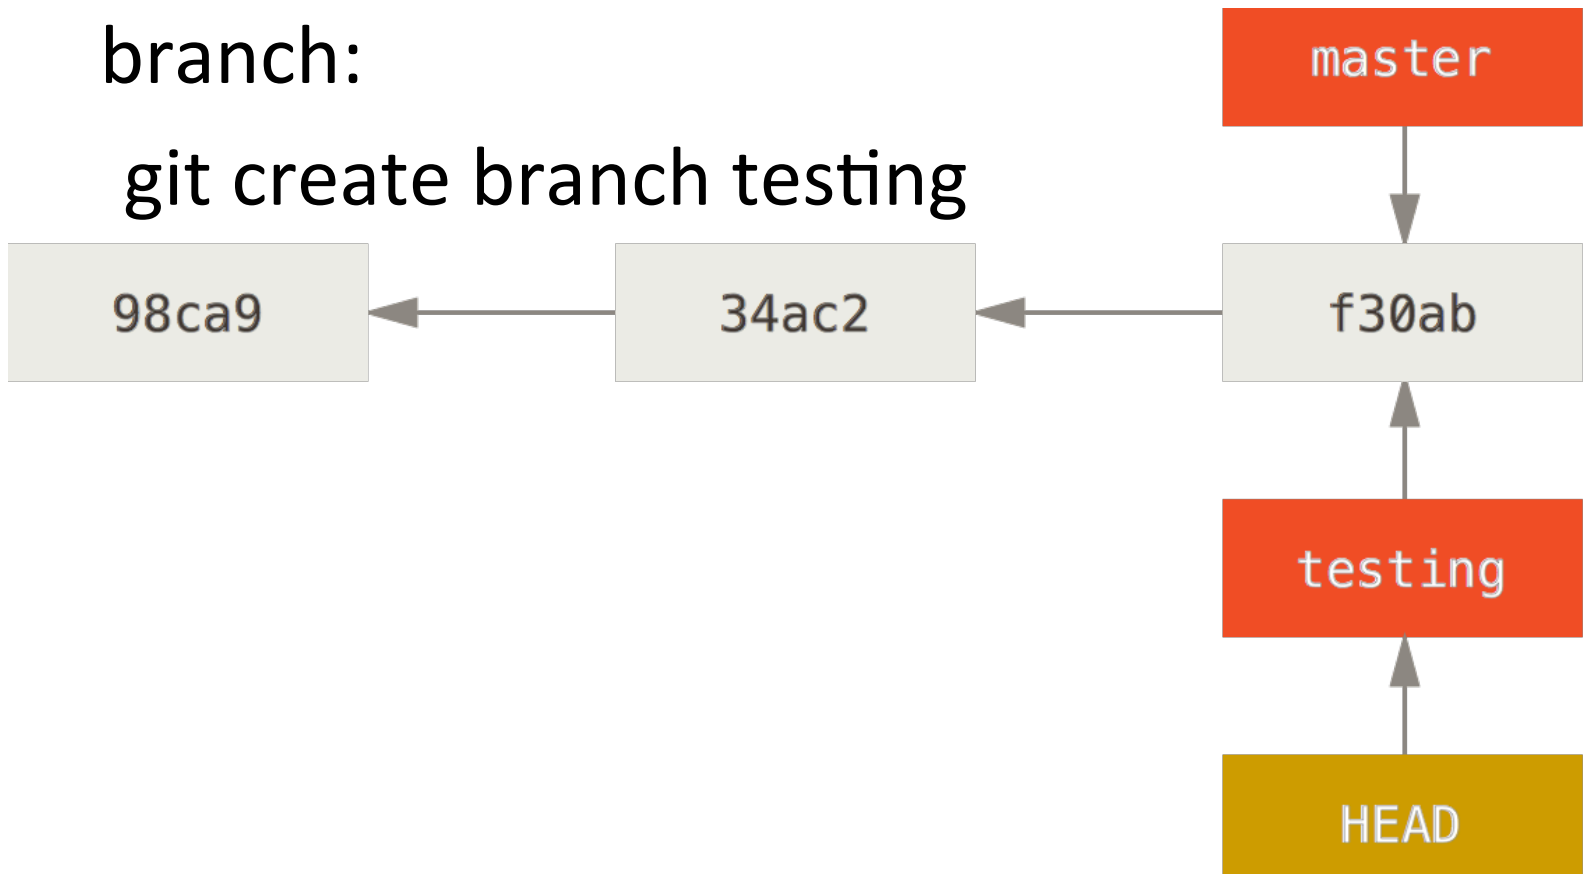 branch:
master
git create branch testing
98ca9
34ac2
f30ab
testing
HEAD